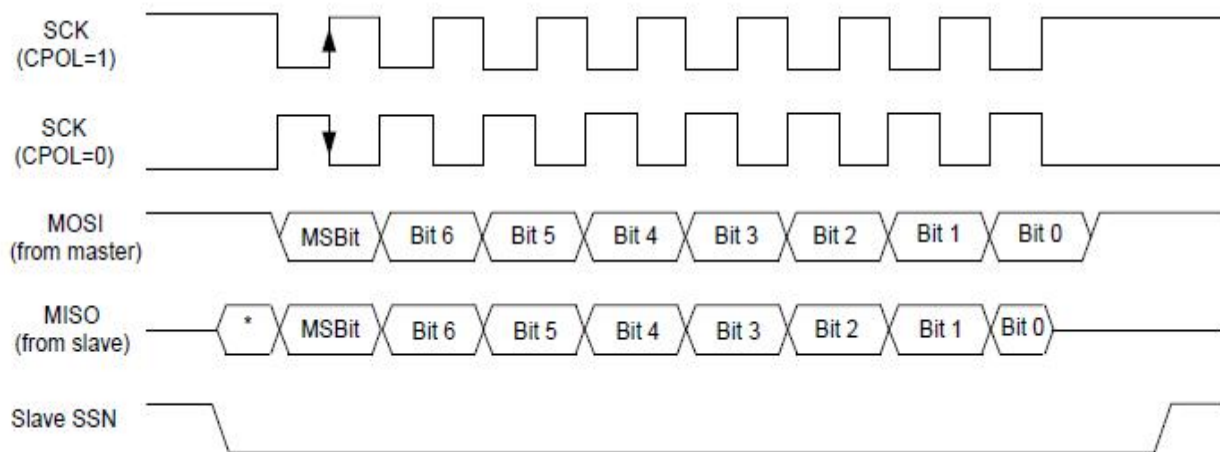 SCK
(CPOL=1)
SCK
(CPOL=0)
MOSI
(from master)
MSBit Bit 6 Bit 5 Bit 4 Bit 3 Bit 2 Bit 1 Bit 0
MISO
(from slave)
* MSBit Bit 6 Bit 5 Bit 4 Bit 3 Bit 2 Bit 1 Bit 0
Slave SSN